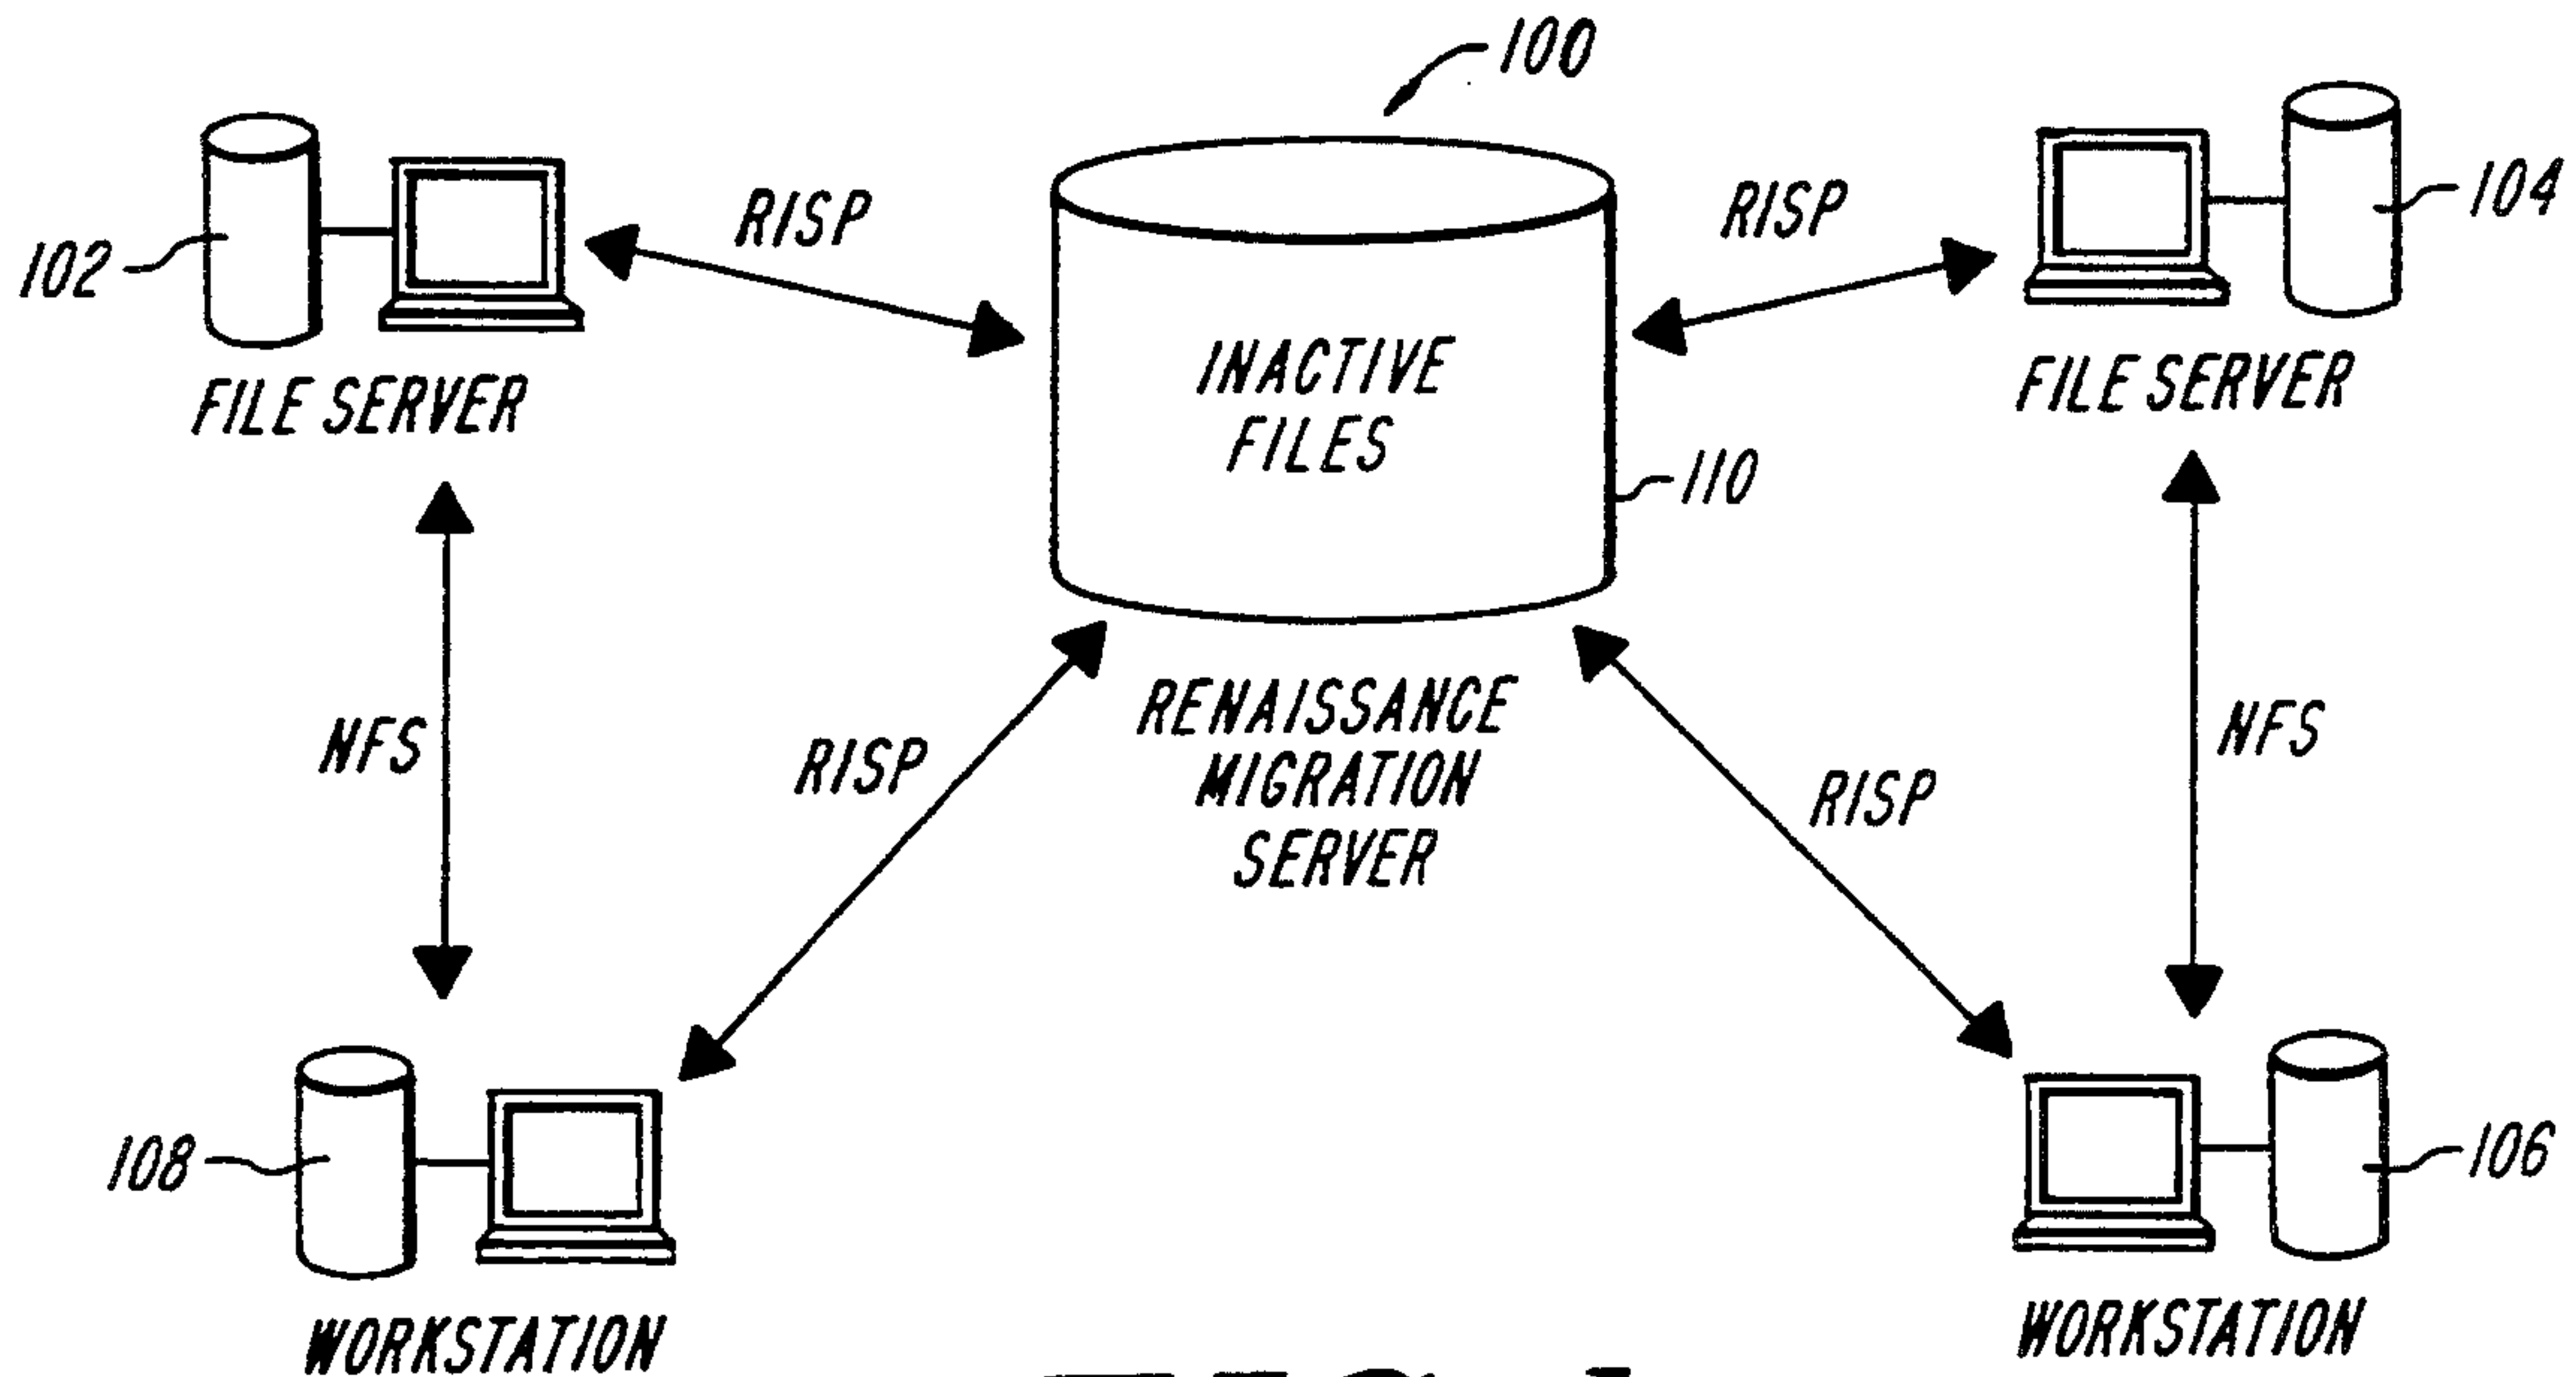 100
102
RISP
RISP
104
FILE SERVER
INACTIVE
FILES
110
FILE SERVER
NFS
RISP
RENAISSANCE
MIGRATION
SERVER
RISP
NFS
108
106
WORKSTATION
WORKSTATION